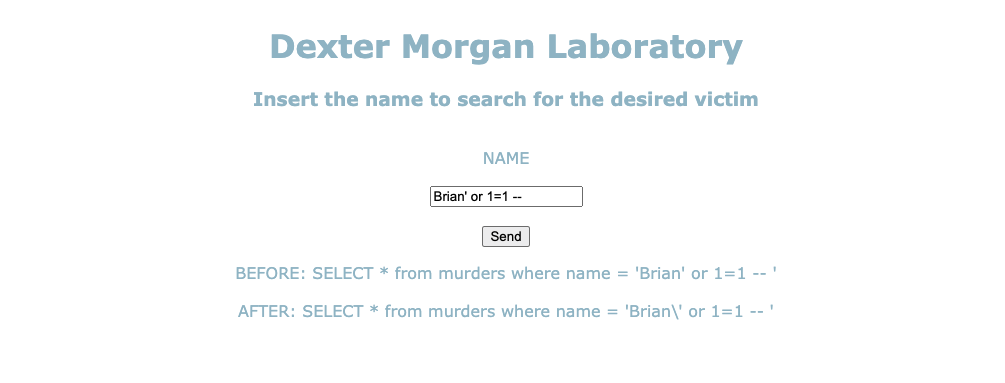 Dexter Morgan Laboratory
Insert the name to search for the desired victim
NAME
Brian' or 1=1 --
Send
BEFORE: SELECT * from murders where name = 'Brian' or 1=1 -- '
AFTER: SELECT * from murders where name = 'Brian\' or 1=1 -- '